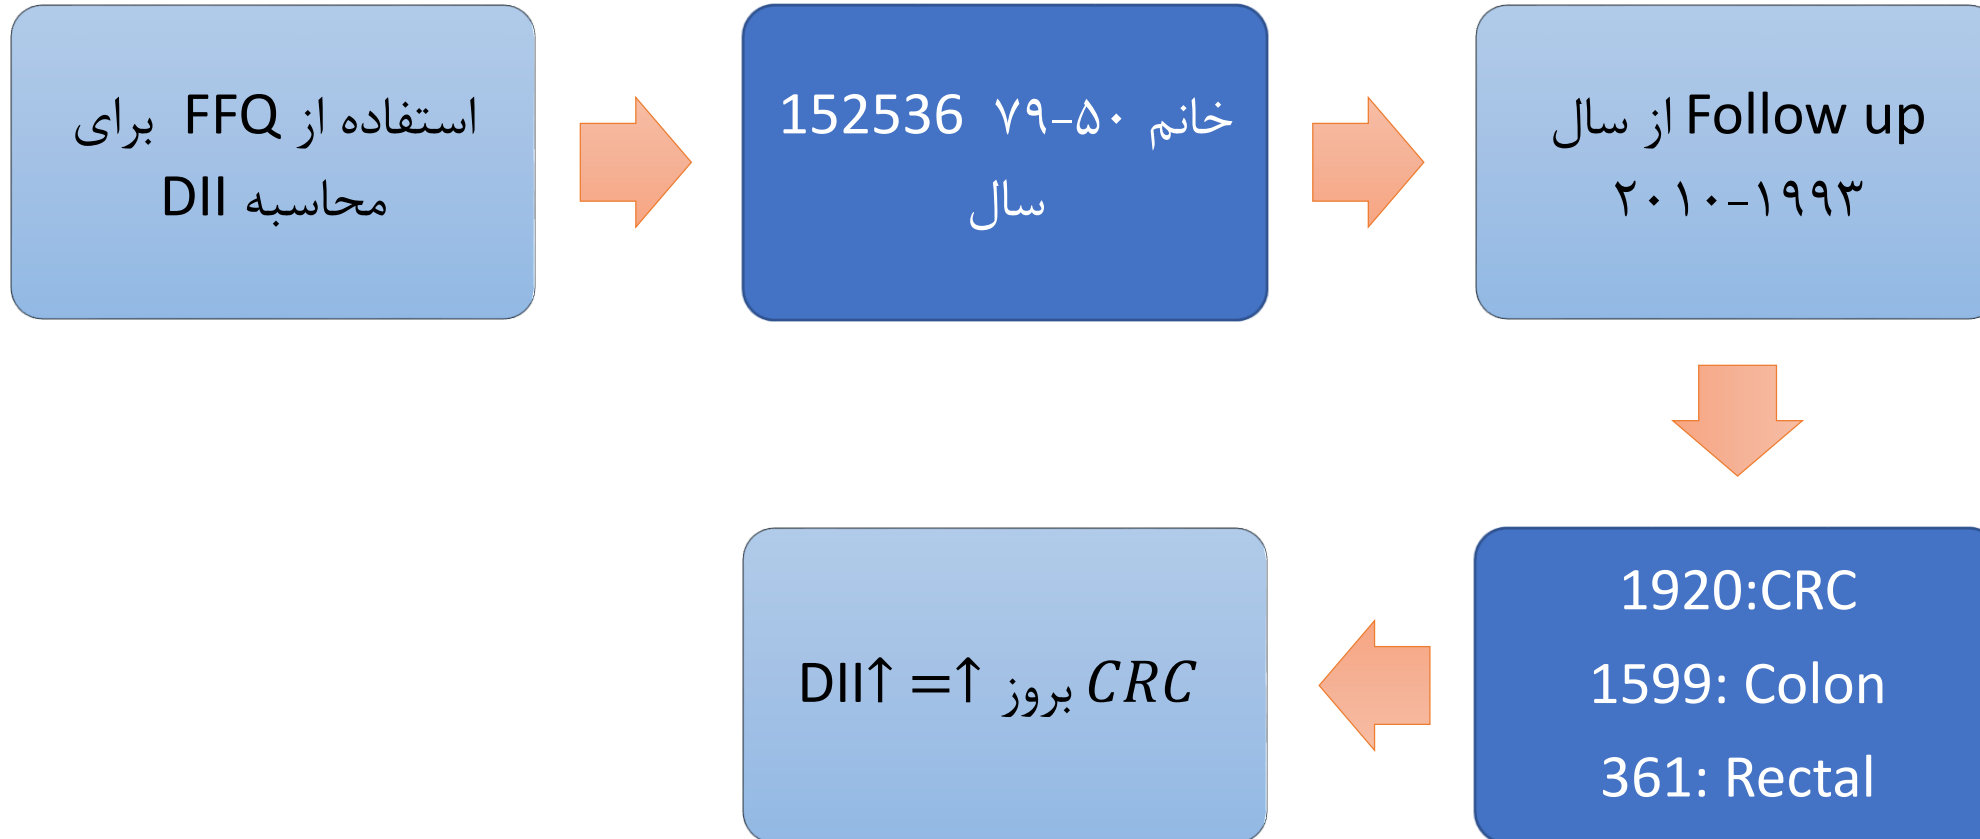 استفاده از FFQ برای
محاسبه DII
152536 خانم ۵۰-۷۹
سال
Follow up از سال
۱۹۹۳-۲۰۱۰
1920:CRC
1599: Colon
361: Rectal
DII↑ =↑ بروز CRC